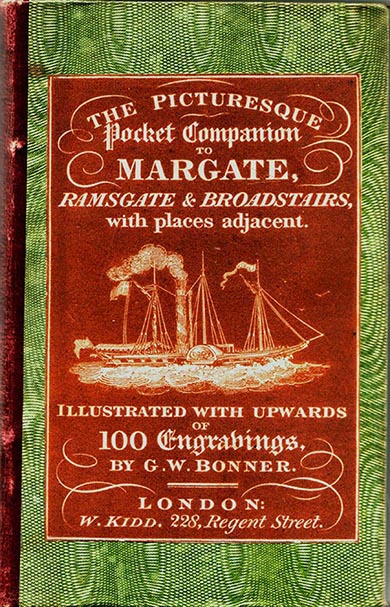 THE PICTURESQUE
Pocket Companion
TO
MARGATE,
RAMSGATE & BROADSTAIRS,
with places adjacent.
ILLUSTRATED WITH UPWARDS
OF
100 Engravings,
BY G. W. BONNER.
LONDON:
W. KIDD. 228, Regent Street.